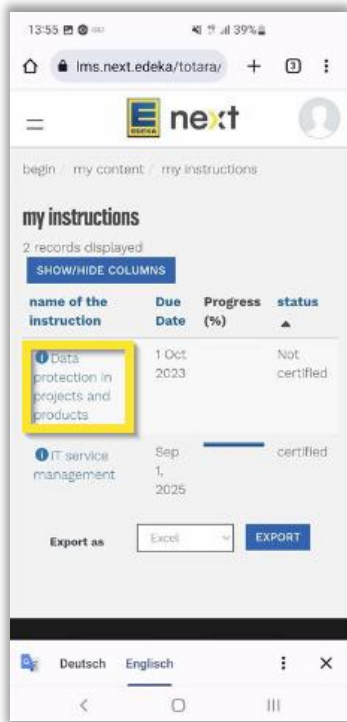 13:55
39%
lms.next.edeka/totara/
3
EDEKA next
begin / my content / my instructions
my instructions
2 records displayed
SHOW/HIDE COLUMNS
name of the instruction Due Date Progress (%) status
Data protection in projects and products 1 Oct 2023 Not certified
IT service management Sep 1, 2025 certified
Export as Excel EXPORT
Deutsch Englisch